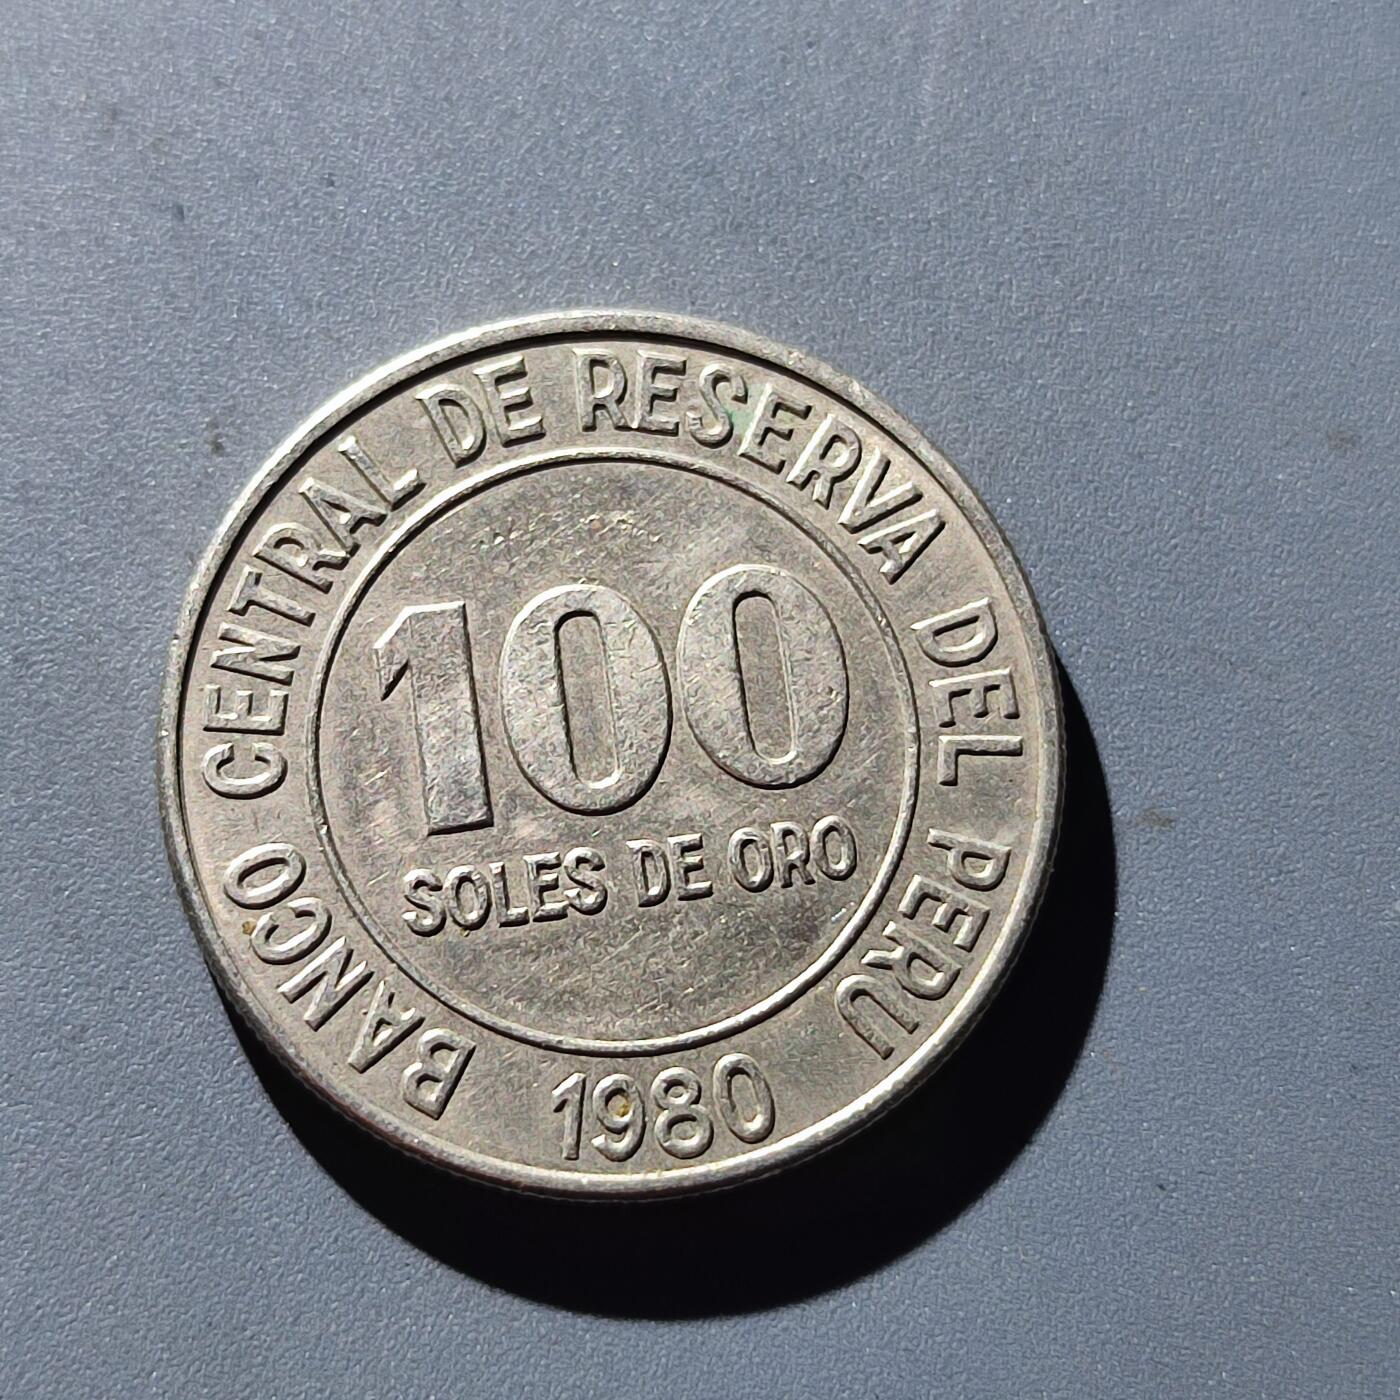 BANCO CENTRAL DE RESERVA DEL PERU
100
SOLES DE ORO
1980